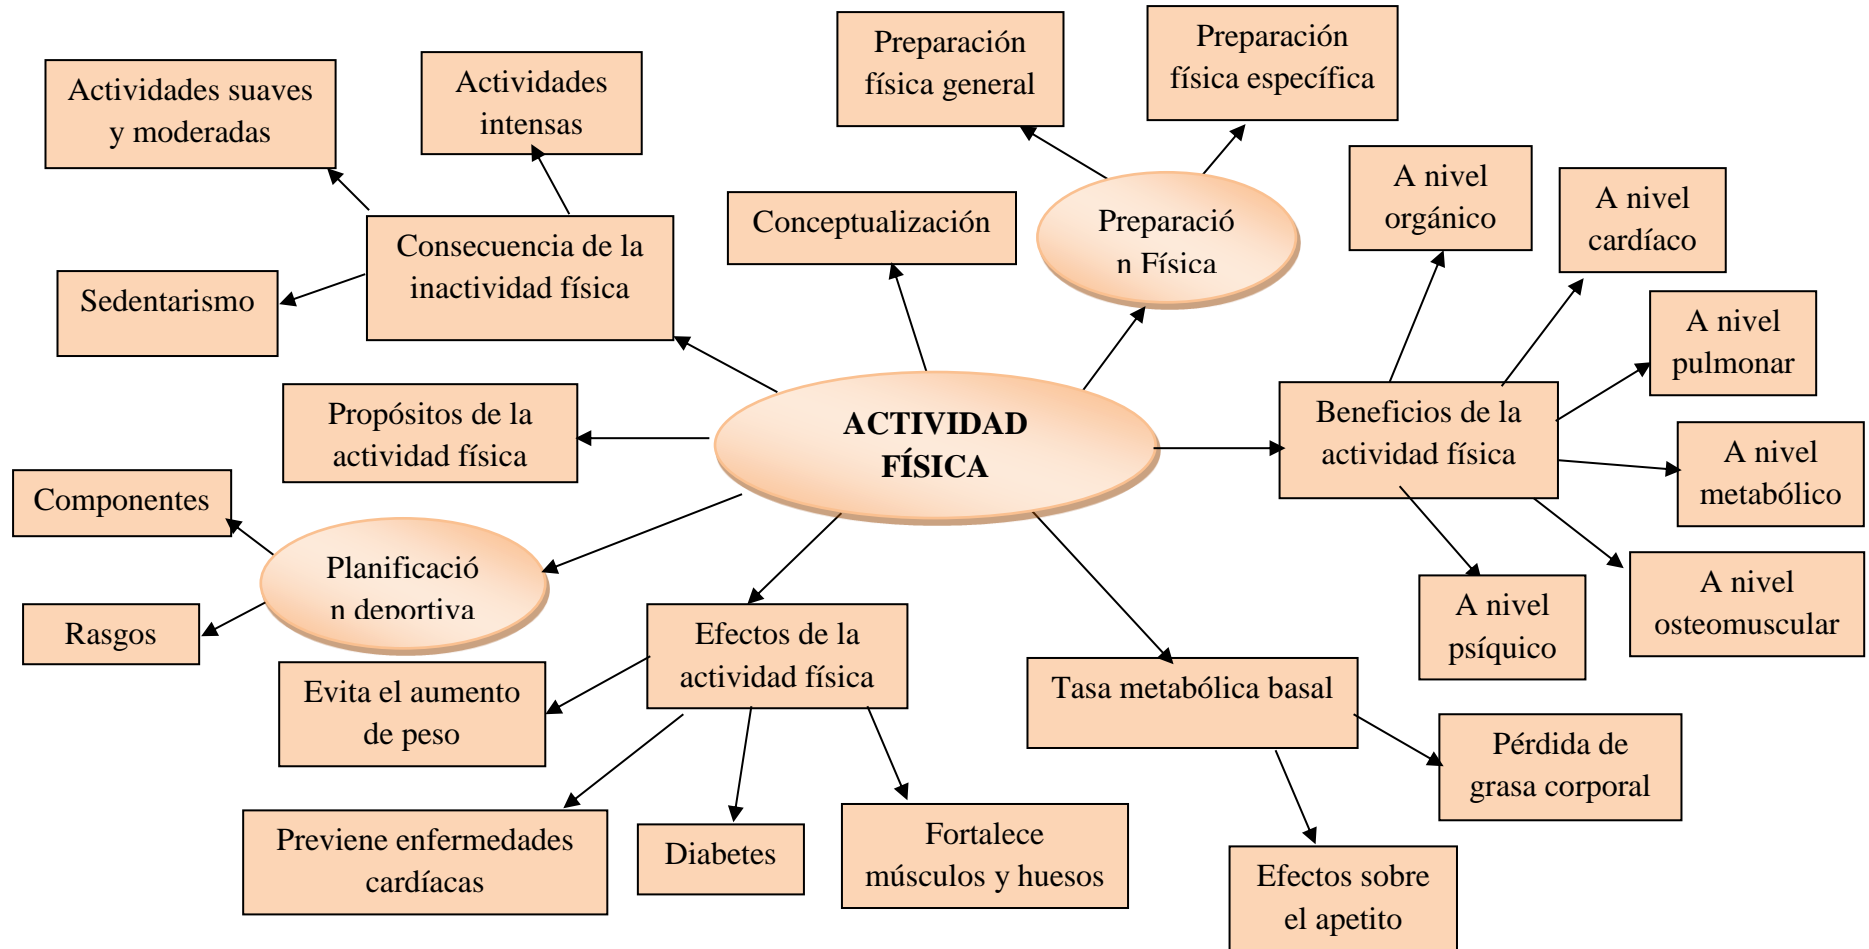 Preparación
física general
Preparación
física específica
Actividades suaves
y moderadas
Actividades
intensas
A nivel
orgánico
A nivel
cardíaco
Conceptualización
Preparació
n Física
Consecuencia de la
inactividad física
Sedentarismo
A nivel
pulmonar
Propósitos de la
actividad física
ACTIVIDAD
FÍSICA
Beneficios de la
actividad física
A nivel
metabólico
Componentes
Planificació
n deportiva
Rasgos
A nivel
psíquico
A nivel
osteomuscular
Efectos de la
actividad física
Evita el aumento
de peso
Tasa metabólica basal
Pérdida de
grasa corporal
Previene enfermedades
cardíacas
Diabetes
Fortalece
músculos y huesos
Efectos sobre
el apetito